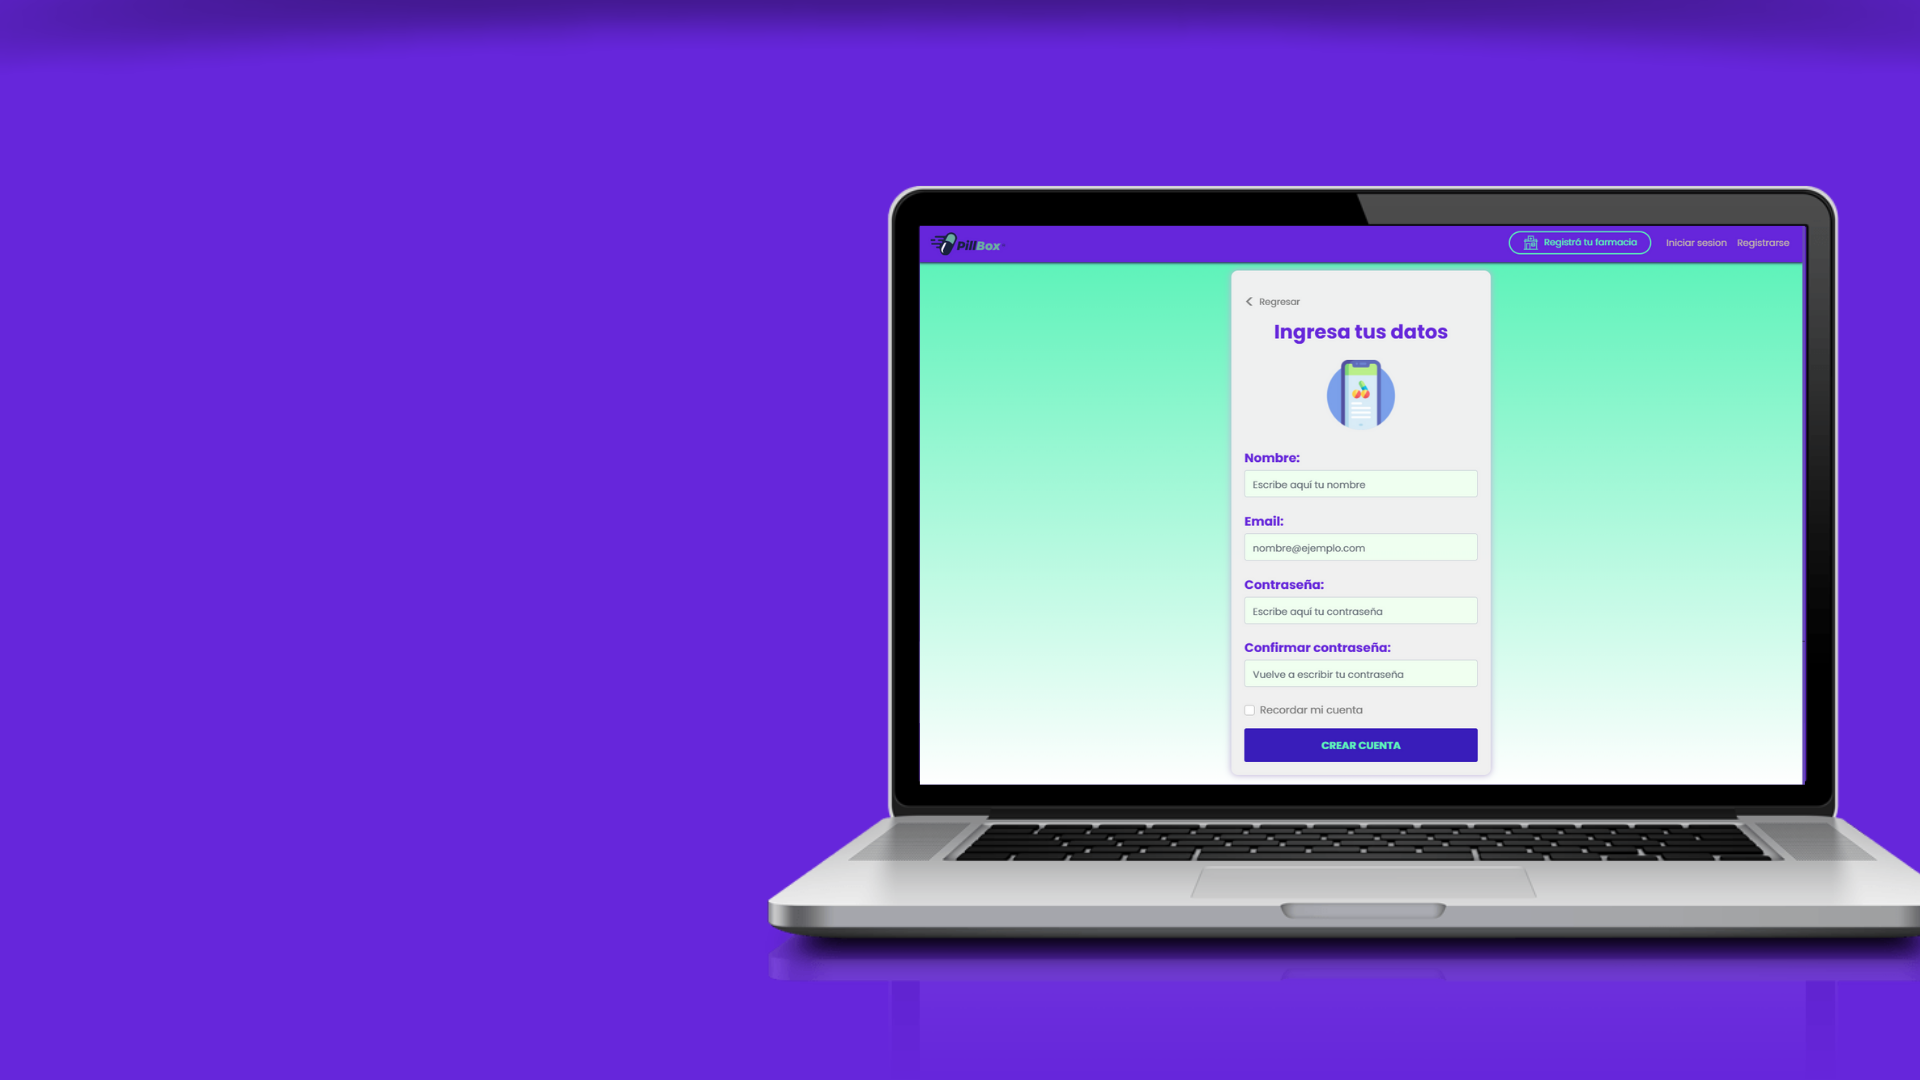 PillBox
Registrá tu farmacia
Iniciar sesion
Registrarse
Regresar
Ingresa tus datos
Nombre:
Escribe aquí tu nombre
Email:
nombre@ejemplo.com
Contraseña:
Escribe aquí tu contraseña
Confirmar contraseña:
Vuelve a escribir tu contraseña
Recordar mi cuenta
CREAR CUENTA